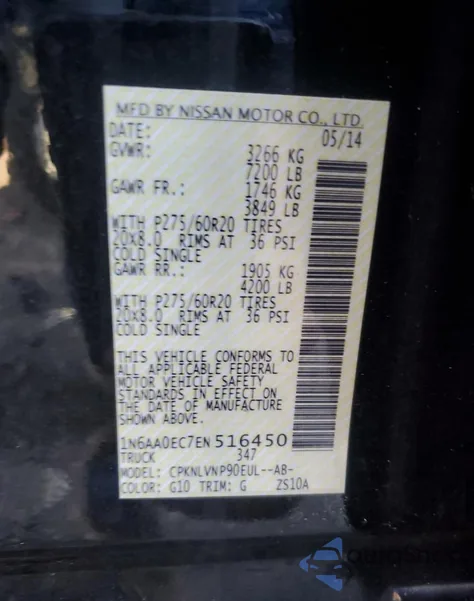 MFD BY NISSAN MOTOR CO., LTD.
DATE: 05/14
GVWR: 3266 KG
7200 LB
GAWR FR.: 1746 KG
3849 LB
WITH P275/60R20 TIRES
20X8.0 RIMS AT 36 PSI
COLD SINGLE
GAWR RR.: 1905 KG
4200 LB
WITH P275/60R20 TIRES
20X8.0 RIMS AT 36 PSI
COLD SINGLE
THIS VEHICLE CONFORMS TO
ALL APPLICABLE FEDERAL
MOTOR VEHICLE SAFETY
STANDARDS IN EFFECT ON
THE DATE OF MANUFACTURE
SHOWN ABOVE.
1N6AA0EC7EN516450
TRUCK 347
MODEL: CPKNLVNP90EUL--AB-
COLOR: G10 TRIM: G ZS10A